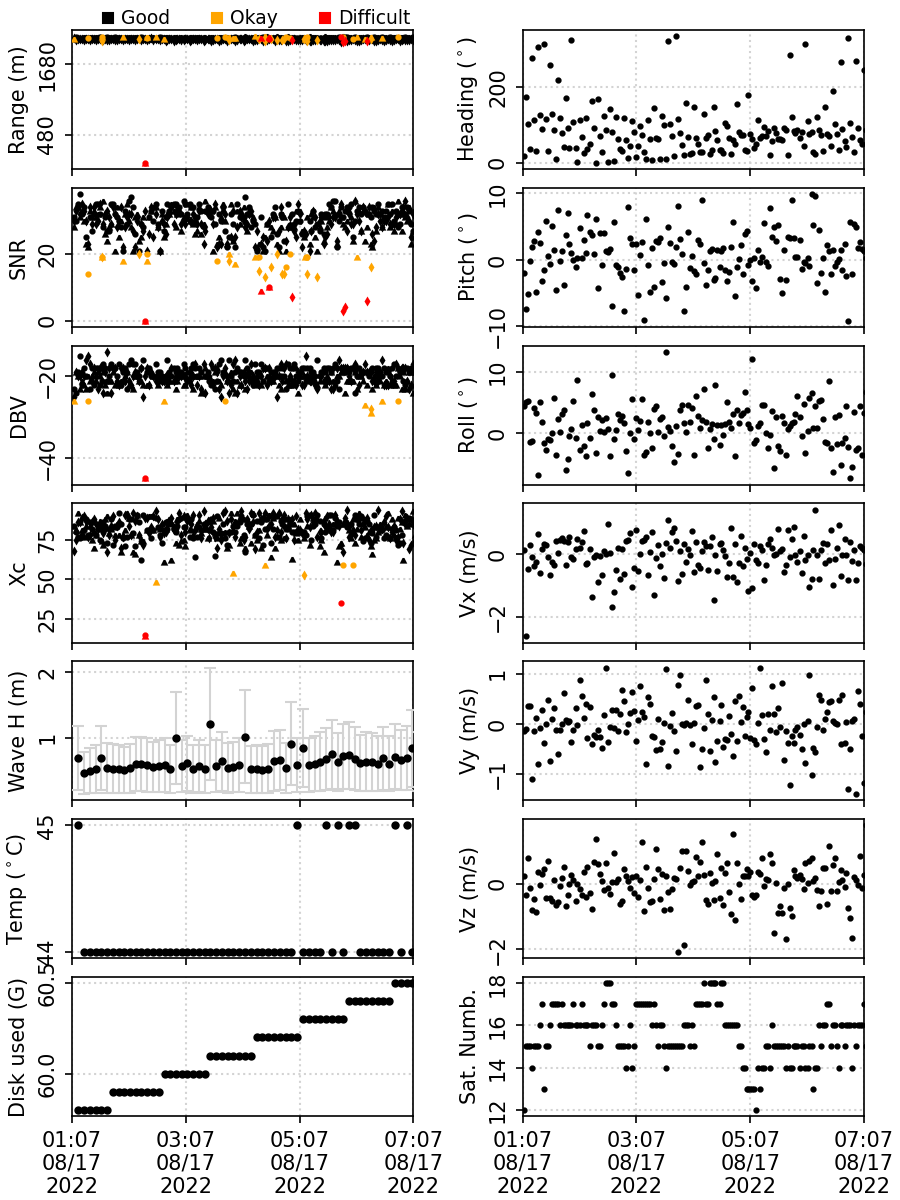 Good Okay Difficult
Range (m)
1680
480
Heading (°)
200
0
SNR
20
0
Pitch (°)
10
0
−10
DBV
−20
−40
Roll (°)
10
0
Xc
75
50
25
Vx (m/s)
0
−2
Wave H (m)
2
1
Vy (m/s)
1
0
−1
Temp (°C)
45
44
Vz (m/s)
0
−2
Disk used (G)
60.5
60.0
Sat. Numb.
18
16
14
12
01:07 03:07 05:07 07:07
08/17 08/17 08/17 08/17
2022 2022 2022 2022
01:07 03:07 05:07 07:07
08/17 08/17 08/17 08/17
2022 2022 2022 2022